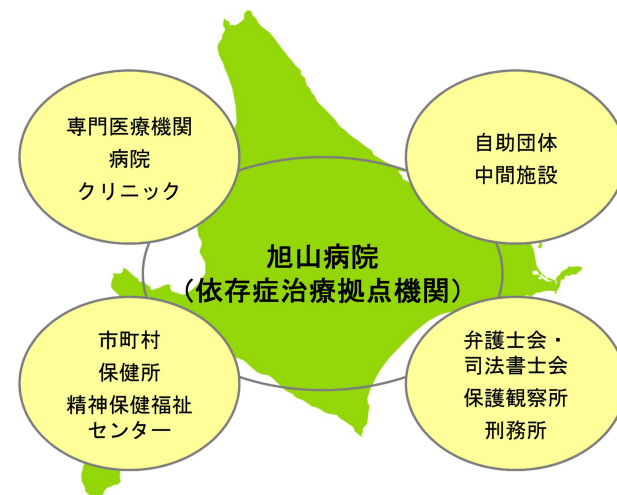 専門医療機関
病院
クリニック
自助団体
中間施設
旭山病院
（依存症治療拠点機関）
市町村
保健所
精神保健福祉
センター
弁護士会・
司法書士会
保護観察所
刑務所